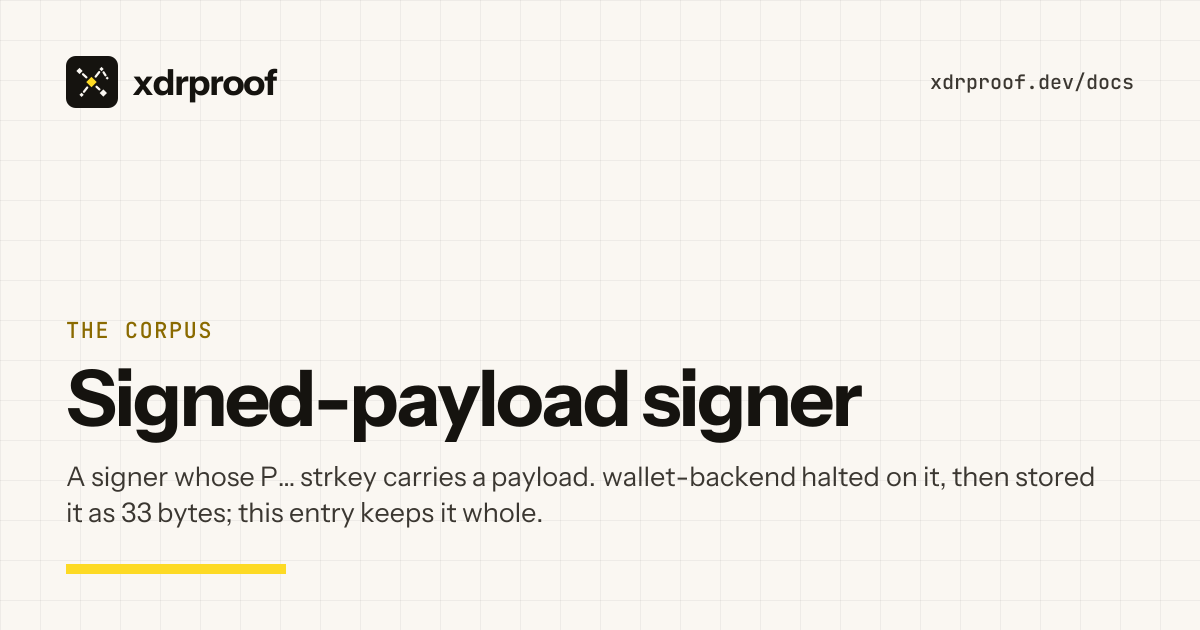 xdrproof
xdrproof.dev/docs
THE CORPUS
Signed-payload signer
A signer whose P... strkey carries a payload. wallet-backend halted on it, then stored
it as 33 bytes; this entry keeps it whole.